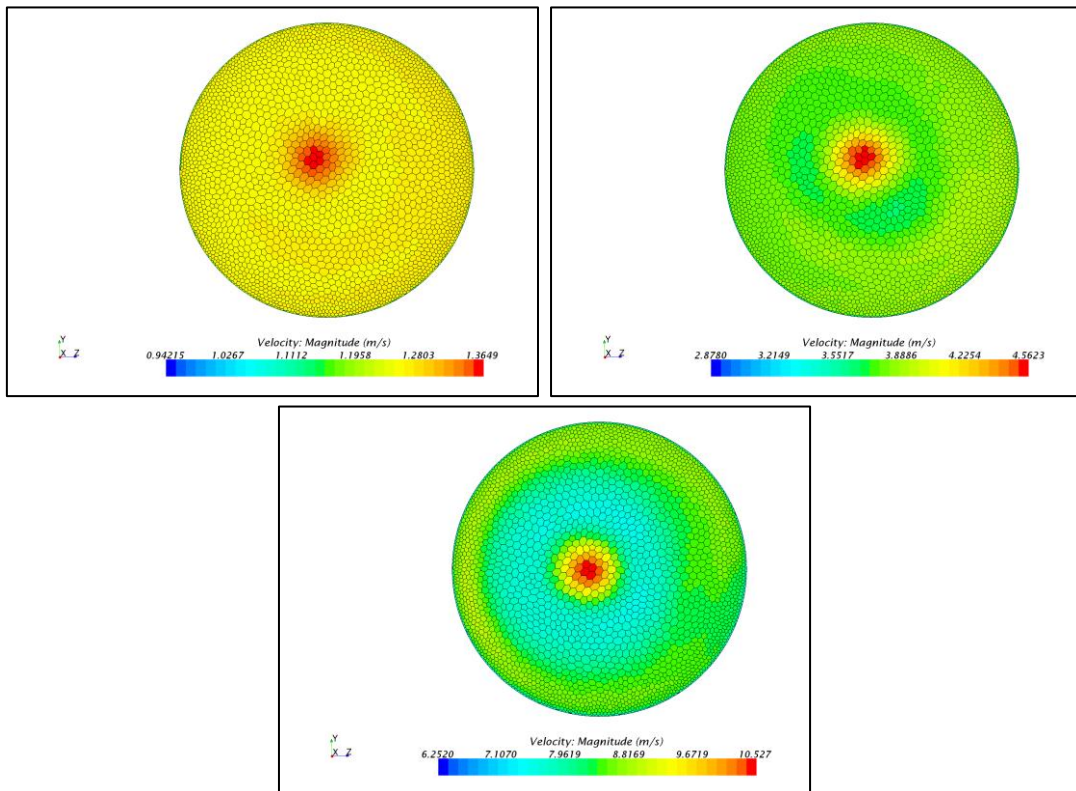 Y
X Z
Velocity: Magnitude (m/s)
0.94215 1.0267 1.1112 1.1958 1.2803 1.3649
Y
X Z
Velocity: Magnitude (m/s)
2.8780 3.2149 3.5517 3.8886 4.2254 4.5623
Y
X Z
Velocity: Magnitude (m/s)
6.2520 7.1070 7.9619 8.8169 9.6719 10.527